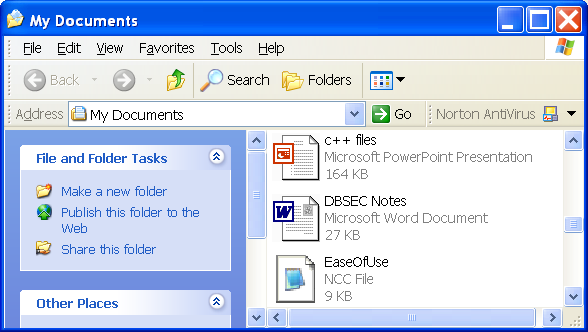 My Documents
File Edit View Favorites Tools Help
Back Search Folders
Address My Documents Go Norton AntiVirus
File and Folder Tasks
Make a new folder
Publish this folder to the
Web
Share this folder
Other Places
c++ files
Microsoft PowerPoint Presentation
164 KB
DBSEC Notes
Microsoft Word Document
27 KB
EaseOfUse
NCC File
9 KB